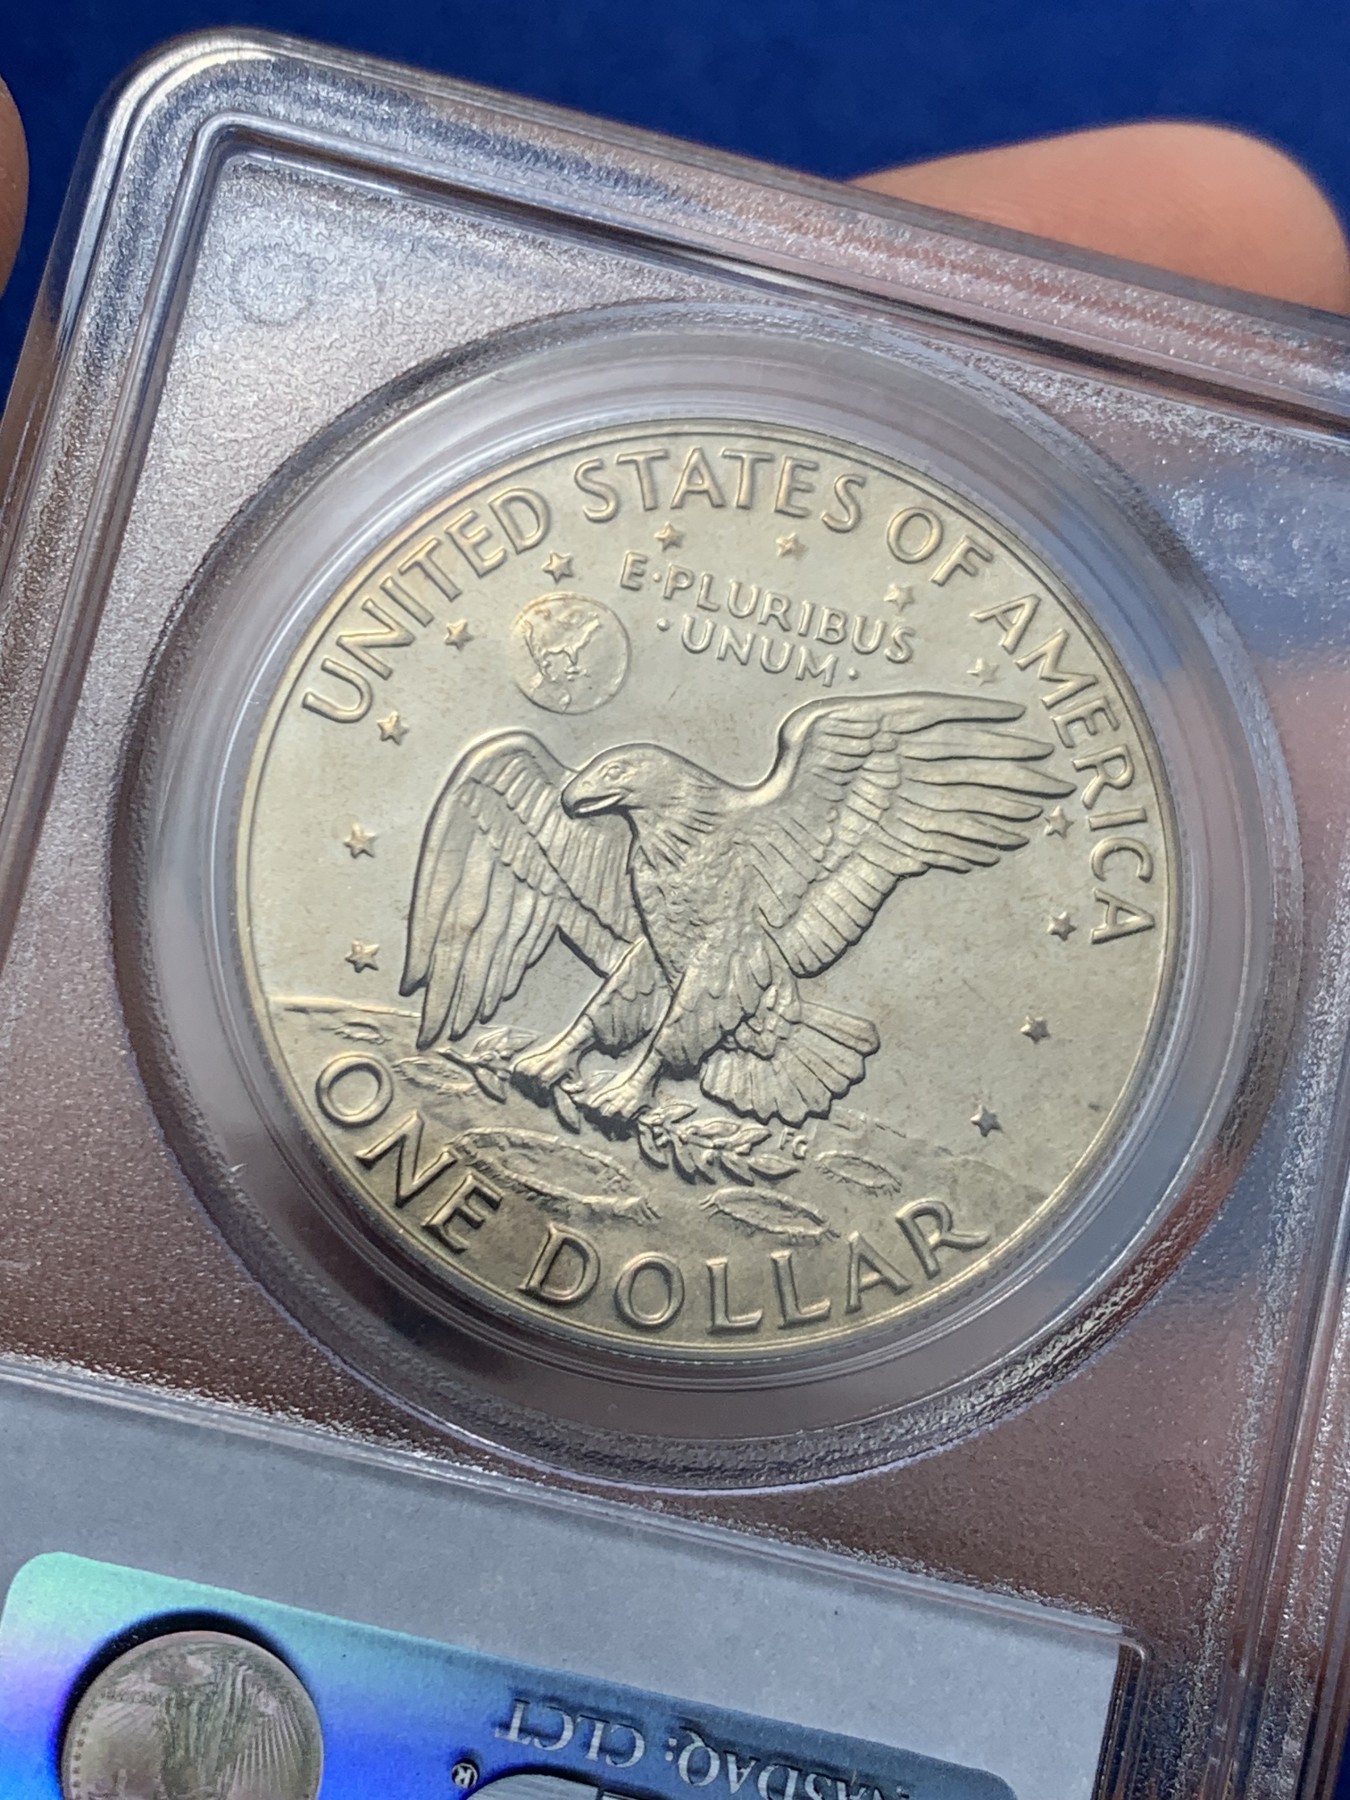 UNITED STATES OF AMERICA
E·PLURIBUS
·UNUM·
FG
ONE DOLLAR
NASDAQ: CLCT
®